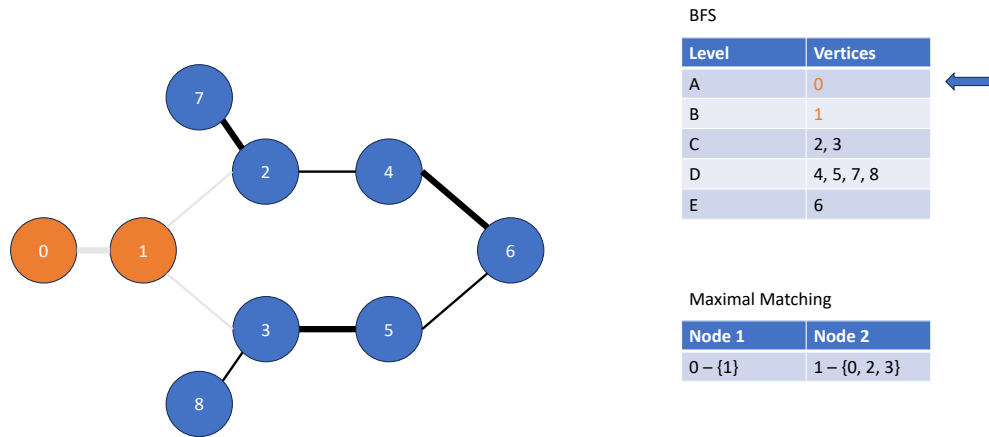 BFS
Level Vertices
A 0
B 1
C 2, 3
D 4, 5, 7, 8
E 6
7
2 4
0 1 6
3 5
8
Maximal Matching
Node 1 Node 2
0 – {1} 1 – {0, 2, 3}